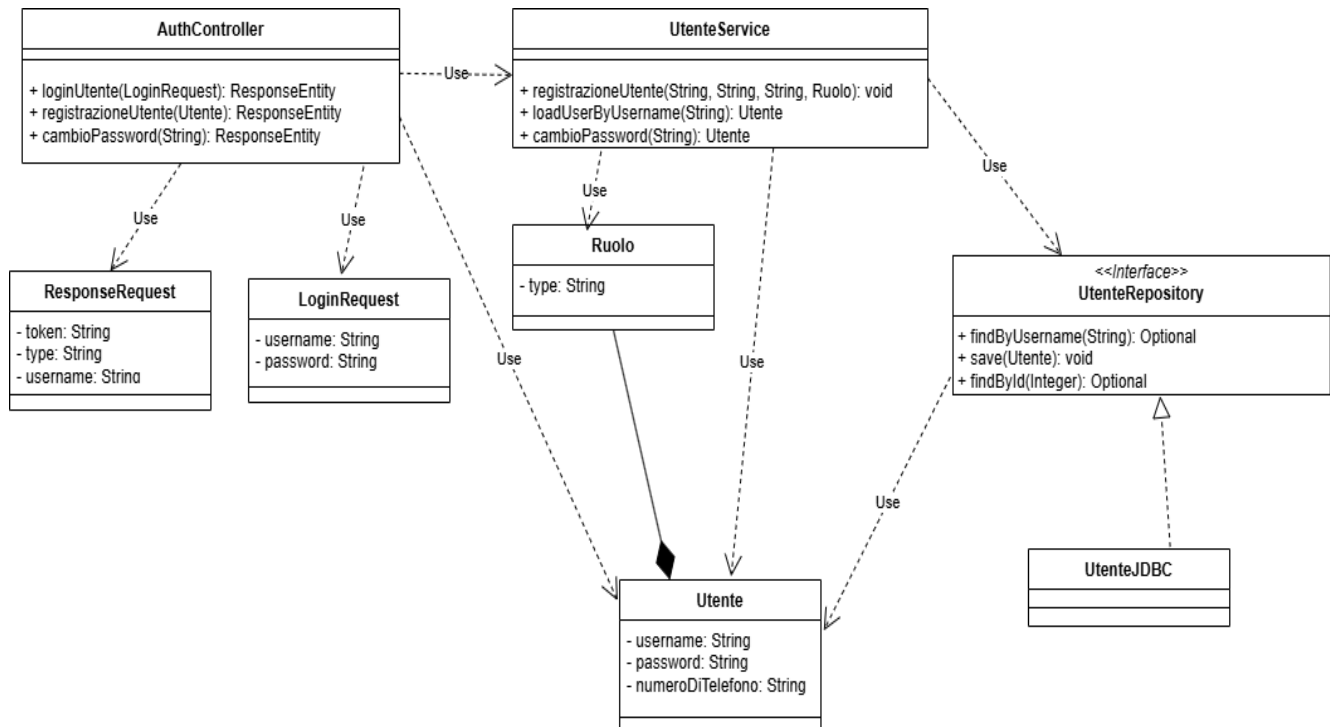 AuthController
+ loginUtente(LoginRequest): ResponseEntity
+ registrazioneUtente(Utente): ResponseEntity
+ cambioPassword(String): ResponseEntity
Use
UtenteService
+ registrazioneUtente(String, String, String, Ruolo): void
+ loadUserByUsername(String): Utente
+ cambioPassword(String): Utente
Use
Use
Use
Use
Ruolo
- type: String
ResponseRequest
- token: String
- type: String
- username: String
LoginRequest
- username: String
- password: String
<<Interface>>
UtenteRepository
+ findByUsername(String): Optional
+ save(Utente): void
+ findById(Integer): Optional
Use
Use
Use
UtenteJDBC
Utente
- username: String
- password: String
- numeroDiTelefono: String